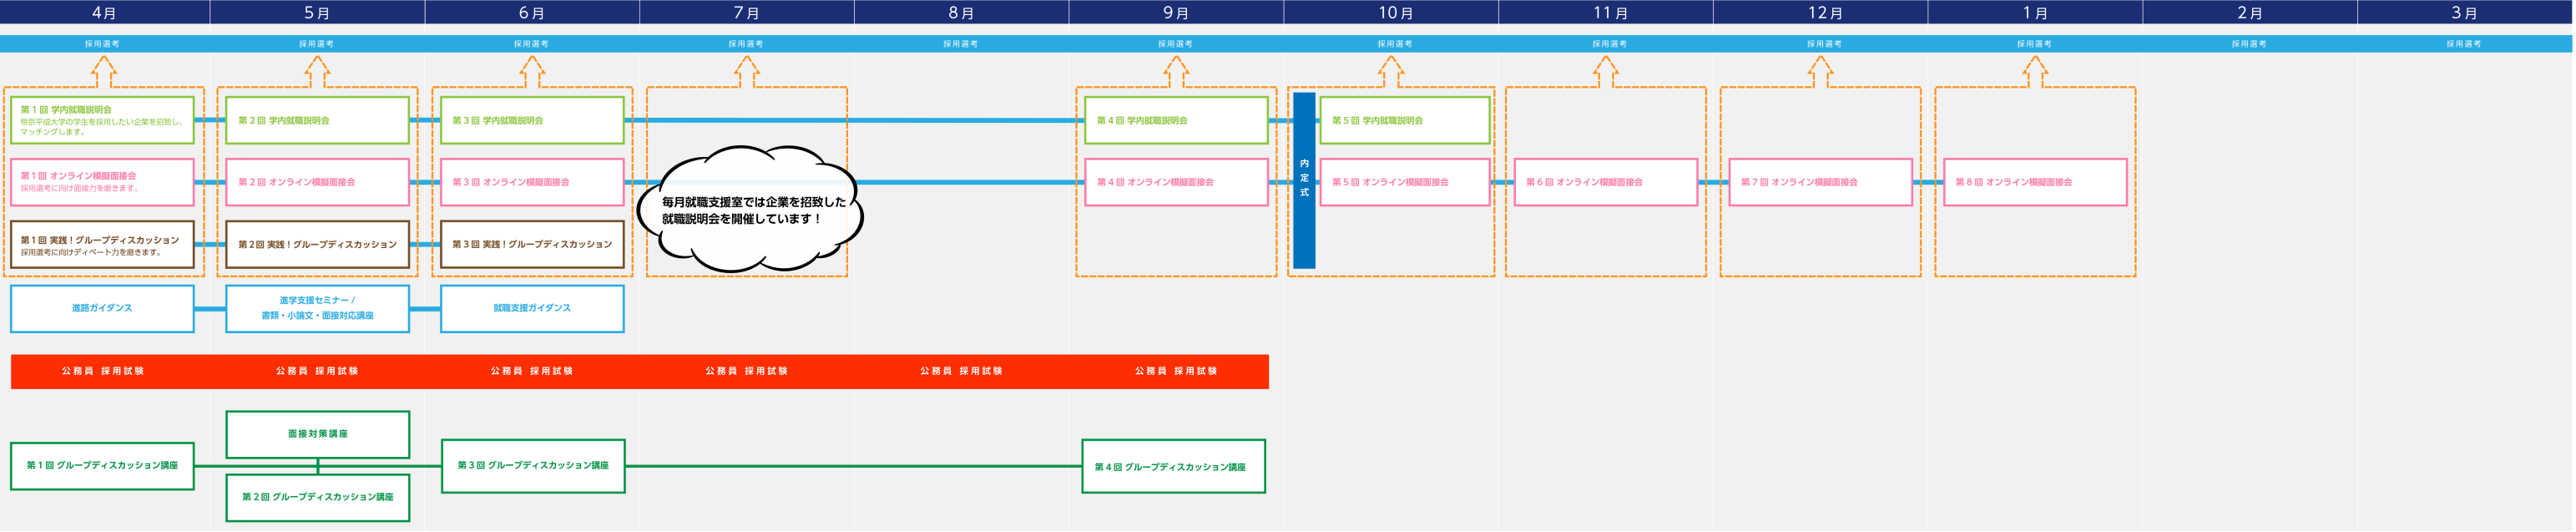 4月 5月 6月 7月 8月 9月 10月 11月 12月 1月 2月 3月
採用選考 採用選考 採用選考 採用選考 採用選考 採用選考 採用選考 採用選考 採用選考 採用選考 採用選考 採用選考
第1回 学内就職説明会
帝京平成大学の学生を採用したい企業を招致し、
マッチングします。
第2回 学内就職説明会
第3回 学内就職説明会
第4回 学内就職説明会
第5回 学内就職説明会
第1回 オンライン模擬面接会
採用選考に向け面接力を磨きます。
第2回 オンライン模擬面接会
第3回 オンライン模擬面接会
第4回 オンライン模擬面接会
内定式
第5回 オンライン模擬面接会
第6回 オンライン模擬面接会
第7回 オンライン模擬面接会
第8回 オンライン模擬面接会
毎月就職支援室では企業を招致した
就職説明会を開催しています！
第1回 実践！グループディスカッション
採用選考に向けディベート力を磨きます。
第2回 実践！グループディスカッション
第3回 実践！グループディスカッション
進路ガイダンス
進学支援セミナー /
書類・小論文・面接対応講座
就職支援ガイダンス
公務員 採用試験 公務員 採用試験 公務員 採用試験 公務員 採用試験 公務員 採用試験 公務員 採用試験
面接対策講座
第1回 グループディスカッション講座
第2回 グループディスカッション講座
第3回 グループディスカッション講座
第4回 グループディスカッション講座